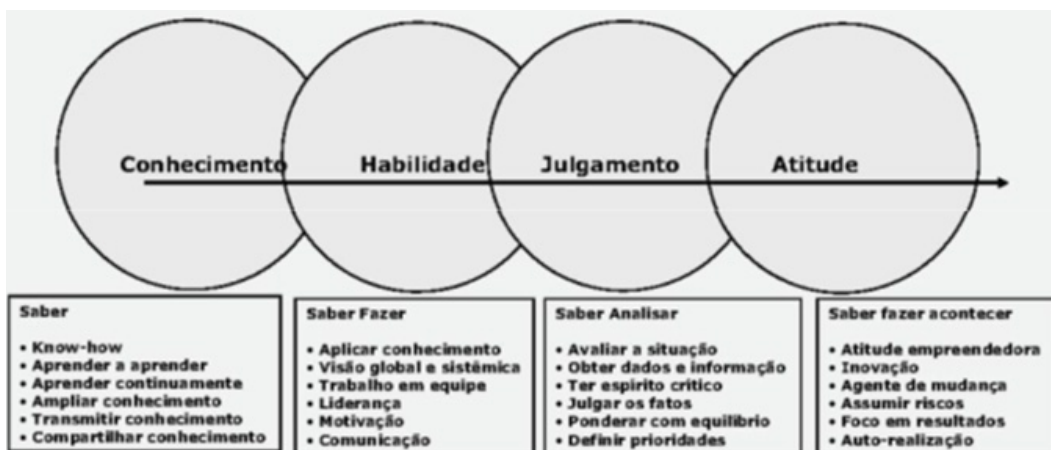 Conhecimento
Habilidade
Julgamento
Atitude
Saber
• Know-how
• Aprender a aprender
• Aprender continuamente
• Ampliar conhecimento
• Transmitir conhecimento
• Compartilhar conhecimento
Saber Fazer
• Aplicar conhecimento
• Visão global e sistêmica
• Trabalho em equipe
• Liderança
• Motivação
• Comunicação
Saber Analisar
• Avaliar a situação
• Obter dados e informação
• Ter espirito critico
• Julgar os fatos
• Ponderar com equilibrio
• Definir prioridades
Saber fazer acontecer
• Atitude empreendedora
• Inovação
• Agente de mudança
• Assumir riscos
• Foco em resultados
• Auto-realização